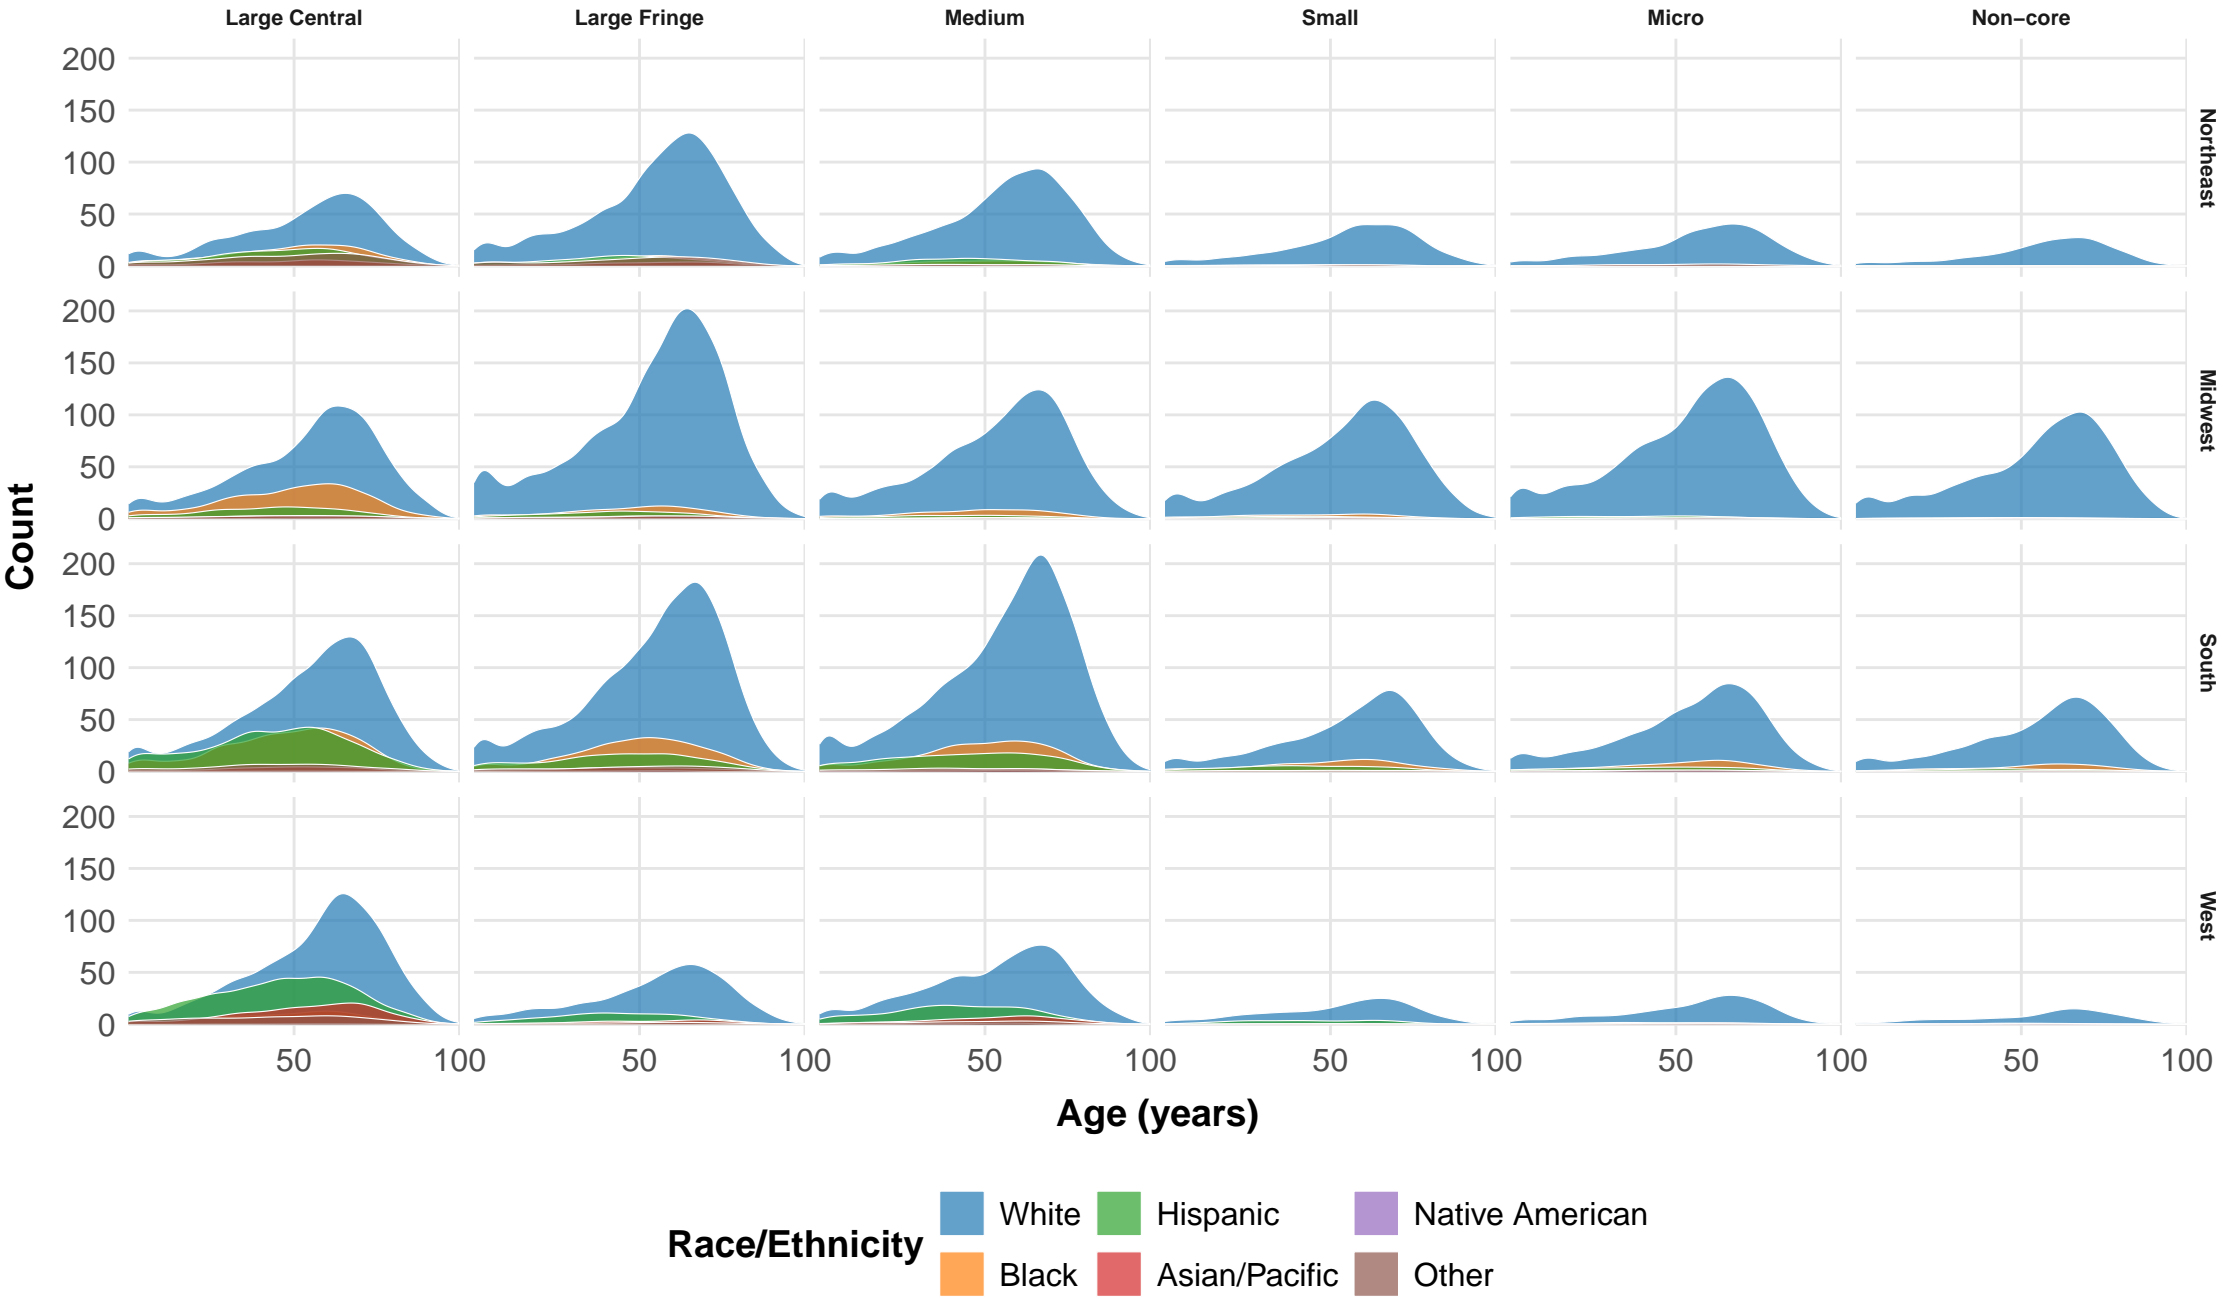 Large Central Large Fringe Medium Small Micro Non−core
200
150
100
50
0
Northeast
200
150
100
50
0
Midwest
Count
200
150
100
50
0
South
200
150
100
50
0
West
50 100 50 100 50 100 50 100 50 100 50 100
Age (years)
Race/Ethnicity
White Hispanic Native American
Black Asian/Pacific Other